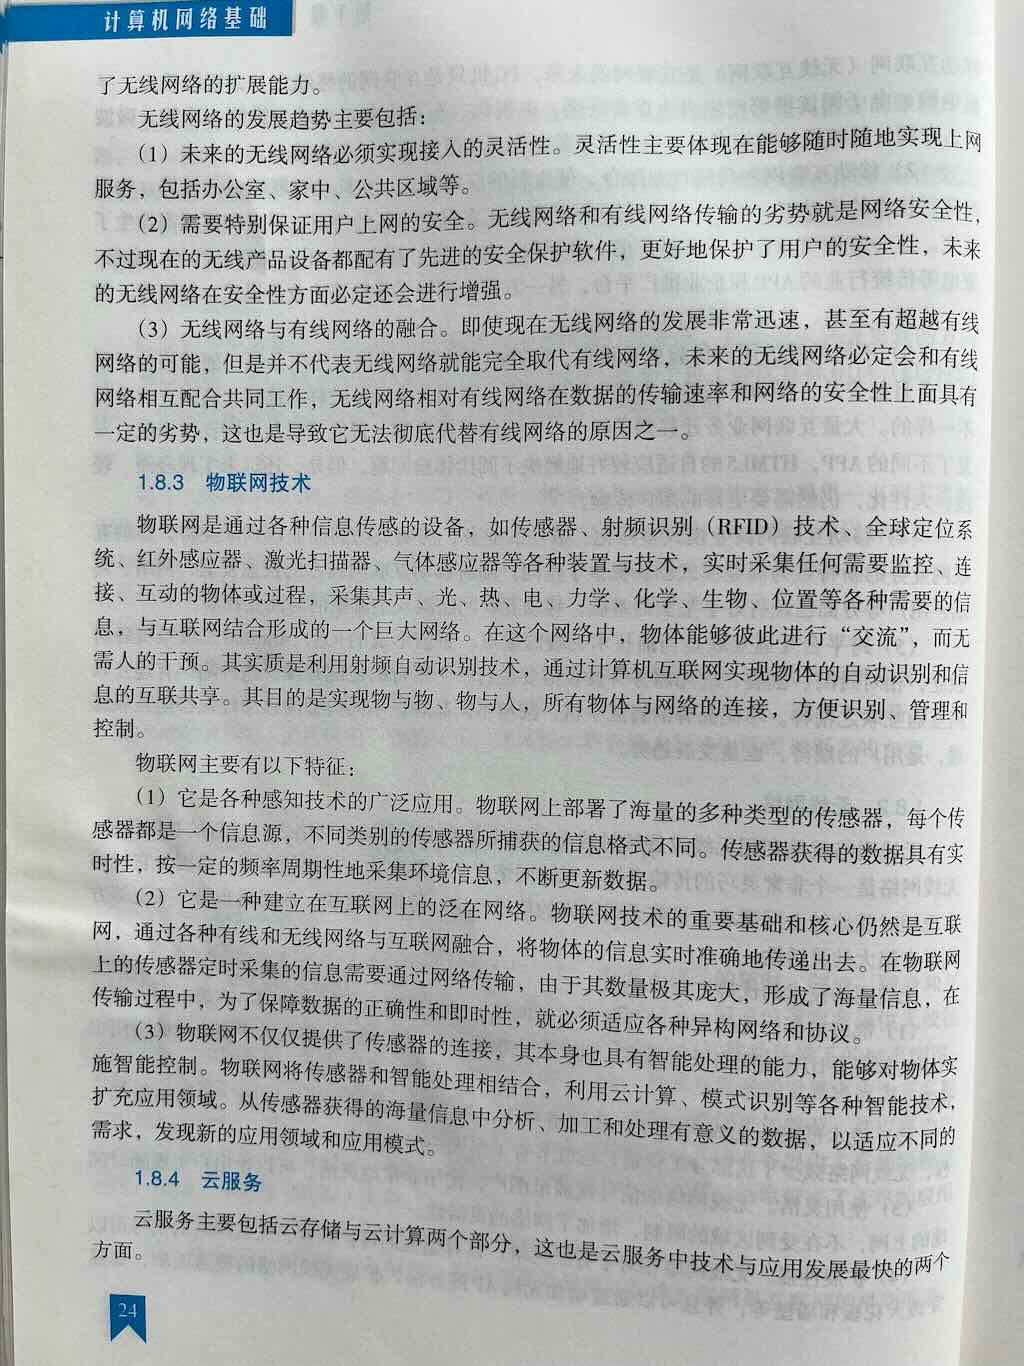 计算机网络基础
了无线网络的扩展能力。
无线网络的发展趋势主要包括：
（1）未来的无线网络必须实现接入的灵活性。灵活性主要体现在能够随时随地实现上网
服务，包括办公室、家中、公共区域等。
（2）需要特别保证用户上网的安全。无线网络和有线网络传输的劣势就是网络安全性，
不过现在的无线产品设备都配有了先进的安全保护软件，更好地保护了用户的安全性，未来
的无线网络在安全性方面必定还会进行增强。
（3）无线网络与有线网络的融合。即使现在无线网络的发展非常迅速，甚至有超越有线
网络的可能，但是并不代表无线网络就能完全取代有线网络，未来的无线网络必定会和有线
网络相互配合共同工作，无线网络相对有线网络在数据的传输速率和网络的安全性上面具有
一定的劣势，这也是导致它无法彻底代替有线网络的原因之一。
1.8.3 物联网技术
物联网是通过各种信息传感的设备，如传感器、射频识别（RFID）技术、全球定位系
统、红外感应器、激光扫描器、气体感应器等各种装置与技术，实时采集任何需要监控、连
接、互动的物体或过程，采集其声、光、热、电、力学、化学、生物、位置等各种需要的信
息，与互联网结合形成的一个巨大网络。在这个网络中，物体能够彼此进行“交流”，而无
需人的干预。其实质是利用射频自动识别技术，通过计算机互联网实现物体的自动识别和信
息的互联共享。其目的是实现物与物、物与人，所有物体与网络的连接，方便识别、管理和
控制。
物联网主要有以下特征：
（1）它是各种感知技术的广泛应用。物联网上部署了海量的多种类型的传感器，每个传
感器都是一个信息源，不同类别的传感器所捕获的信息格式不同。传感器获得的数据具有实
时性，按一定的频率周期性地采集环境信息，不断更新数据。
（2）它是一种建立在互联网上的泛在网络。物联网技术的重要基础和核心仍然是互联
网，通过各种有线和无线网络与互联网融合，将物体的信息实时准确地传递出去。在物联网
上的传感器定时采集的信息需要通过网络传输，由于其数量极其庞大，形成了海量信息，在
传输过程中，为了保障数据的正确性和即时性，就必须适应各种异构网络和协议。
（3）物联网不仅仅提供了传感器的连接，其本身也具有智能处理的能力，能够对物体实
施智能控制。物联网将传感器和智能处理相结合，利用云计算、模式识别等各种智能技术，
扩充应用领域。从传感器获得的海量信息中分析、加工和处理有意义的数据，以适应不同的
需求，发现新的应用领域和应用模式。
1.8.4 云服务
云服务主要包括云存储与云计算两个部分，这也是云服务中技术与应用发展最快的两个
方面。
24